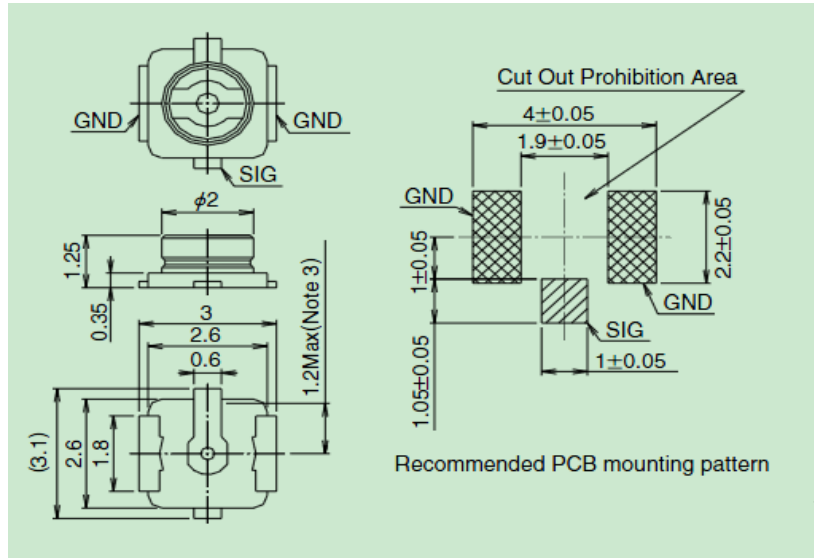 Cut Out Prohibition Area
GND
GND
SIG
4±0.05
1.9±0.05
GND
ϕ2
1.25
0.35
2.2±0.05
1±0.05
GND
SIG
1±0.05
1.05±0.05
3
2.6
0.6
1.2Max(Note 3)
(3.1)
2.6
1.8
Recommended PCB mounting pattern